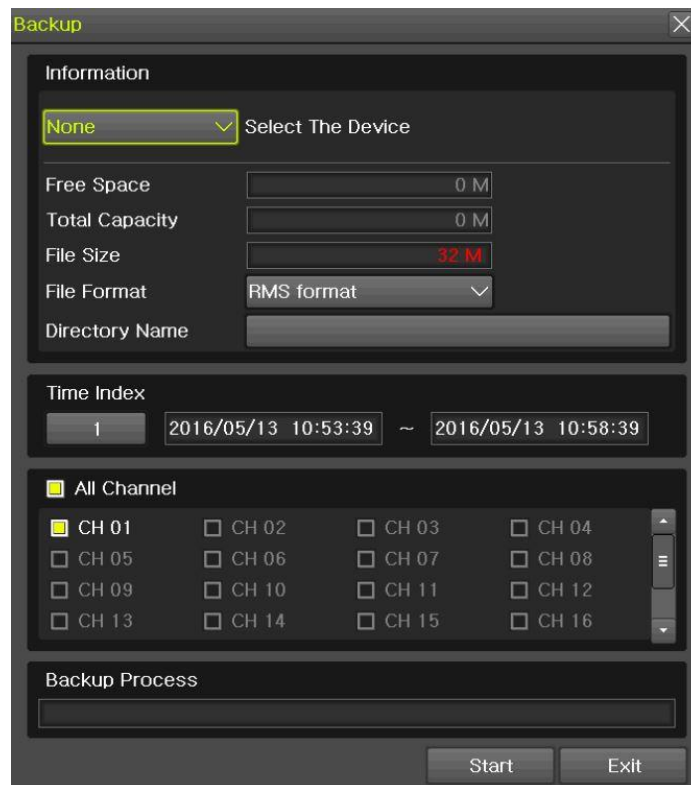 Backup
Information
None Select The Device
Free Space 0 M
Total Capacity 0 M
File Size 32 M
File Format RMS format
Directory Name
Time Index
1 2016/05/13 10:53:39 ~ 2016/05/13 10:58:39
All Channel
CH 01 CH 02 CH 03 CH 04
CH 05 CH 06 CH 07 CH 08
CH 09 CH 10 CH 11 CH 12
CH 13 CH 14 CH 15 CH 16
Backup Process
Start Exit